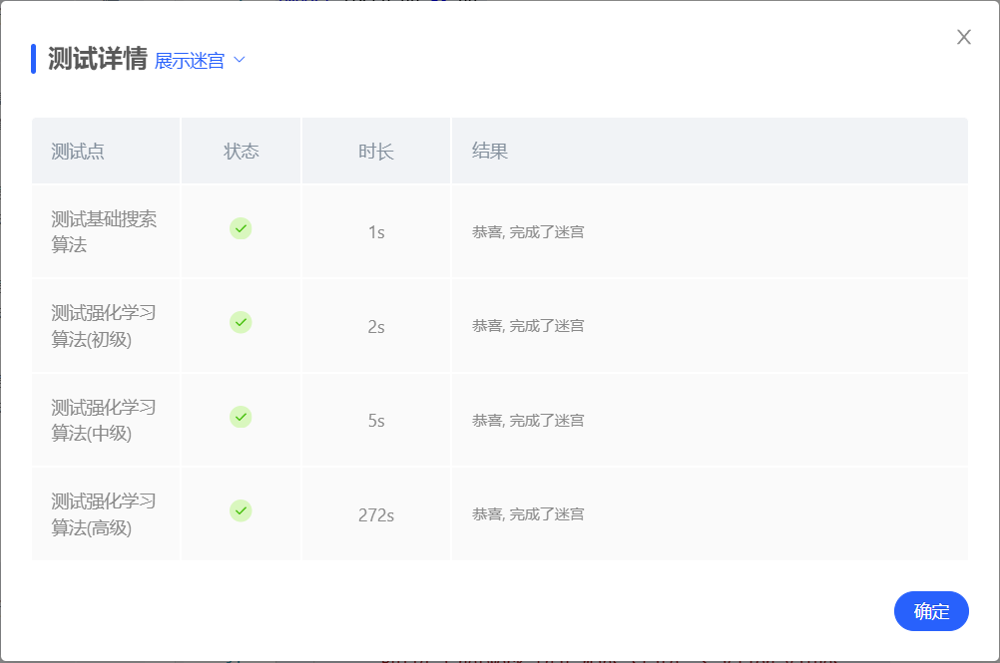 测试详情 展示迷宫
测试点 状态 时长 结果
测试基础搜索
算法
1s
恭喜, 完成了迷宫
测试强化学习
算法(初级)
2s
恭喜, 完成了迷宫
测试强化学习
算法(中级)
5s
恭喜, 完成了迷宫
测试强化学习
算法(高级)
272s
恭喜, 完成了迷宫
确定